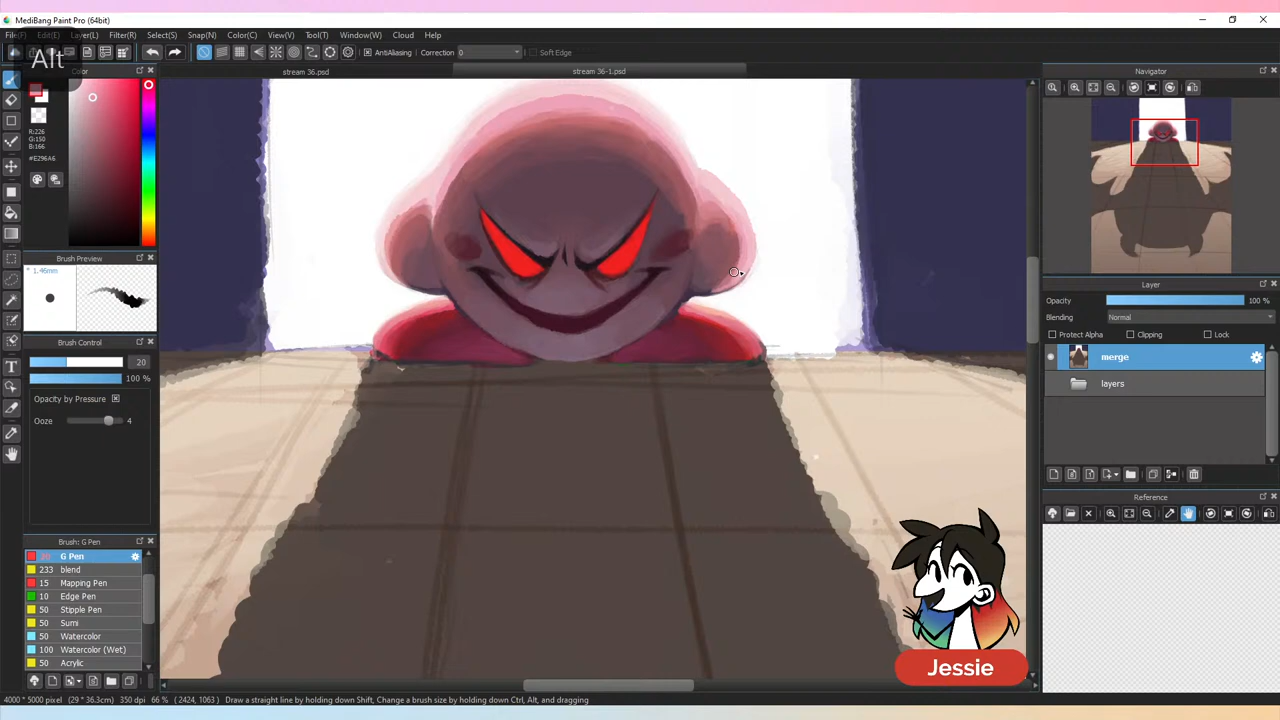 MediBang Paint Pro (64bit)
File(F) Edit(E) Layer(L) Filter(R) Select(S) Snap(N) Color(C) View(V) Tool(T) Window(W) Cloud Help
Alt
AntiAliasing Correction 0 Soft Edge
Color
stream 36.psd
stream 36-1.psd
Navigator
R:226
G:150
B:166
#E296A6
Brush Preview
* 1.46mm
Layer
Opacity 100 %
Blending Normal
Protect Alpha Clipping Lock
Brush Control
20
100 %
merge
layers
Opacity by Pressure
Ooze 4
Reference
Brush: G Pen
G Pen
233 blend
15 Mapping Pen
10 Edge Pen
50 Stipple Pen
50 Sumi
50 Watercolor
100 Watercolor (Wet)
50 Acrylic
Jessie
4000 * 5000 pixel (29 * 36.3cm) 350 dpi 66 % ( 2424, 1063 ) Draw a straight line by holding down Shift, Change a brush size by holding down Ctrl, Alt, and dragging